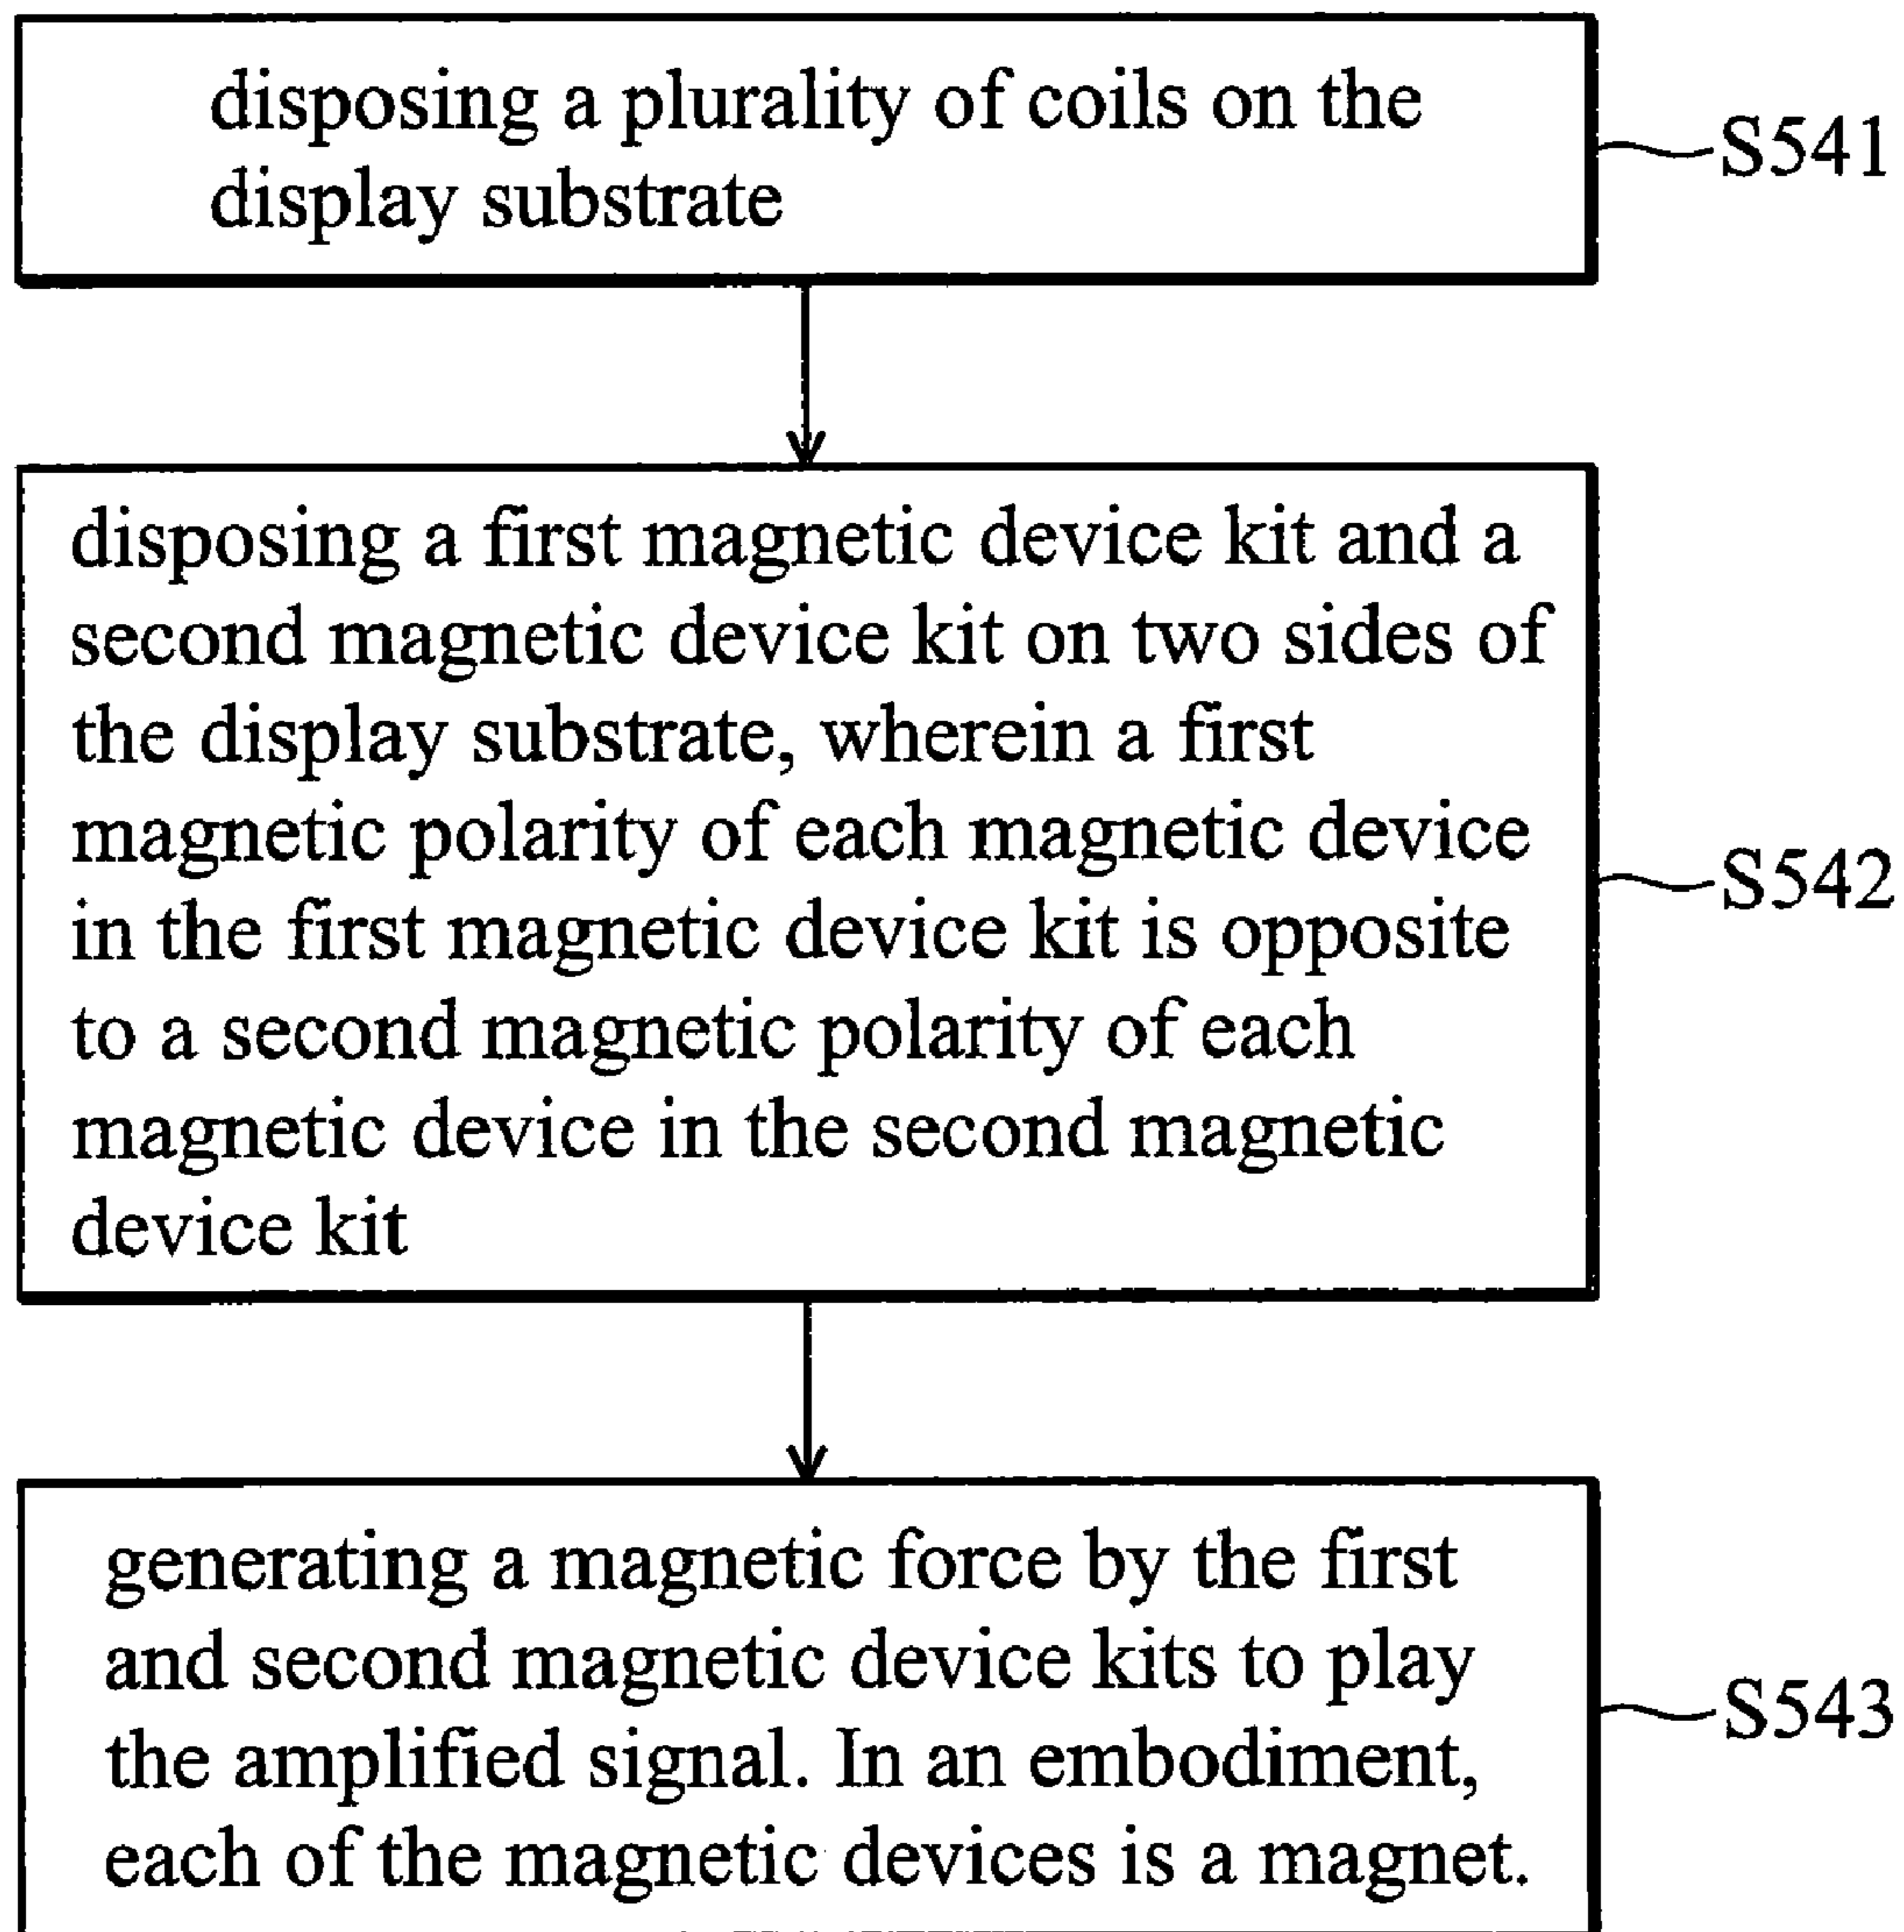 disposing a plurality of coils on the
display substrate
S541
disposing a first magnetic device kit and a
second magnetic device kit on two sides of
the display substrate, wherein a first
magnetic polarity of each magnetic device
in the first magnetic device kit is opposite
to a second magnetic polarity of each
magnetic device in the second magnetic
device kit
S542
generating a magnetic force by the first
and second magnetic device kits to play
the amplified signal. In an embodiment,
each of the magnetic devices is a magnet.
S543